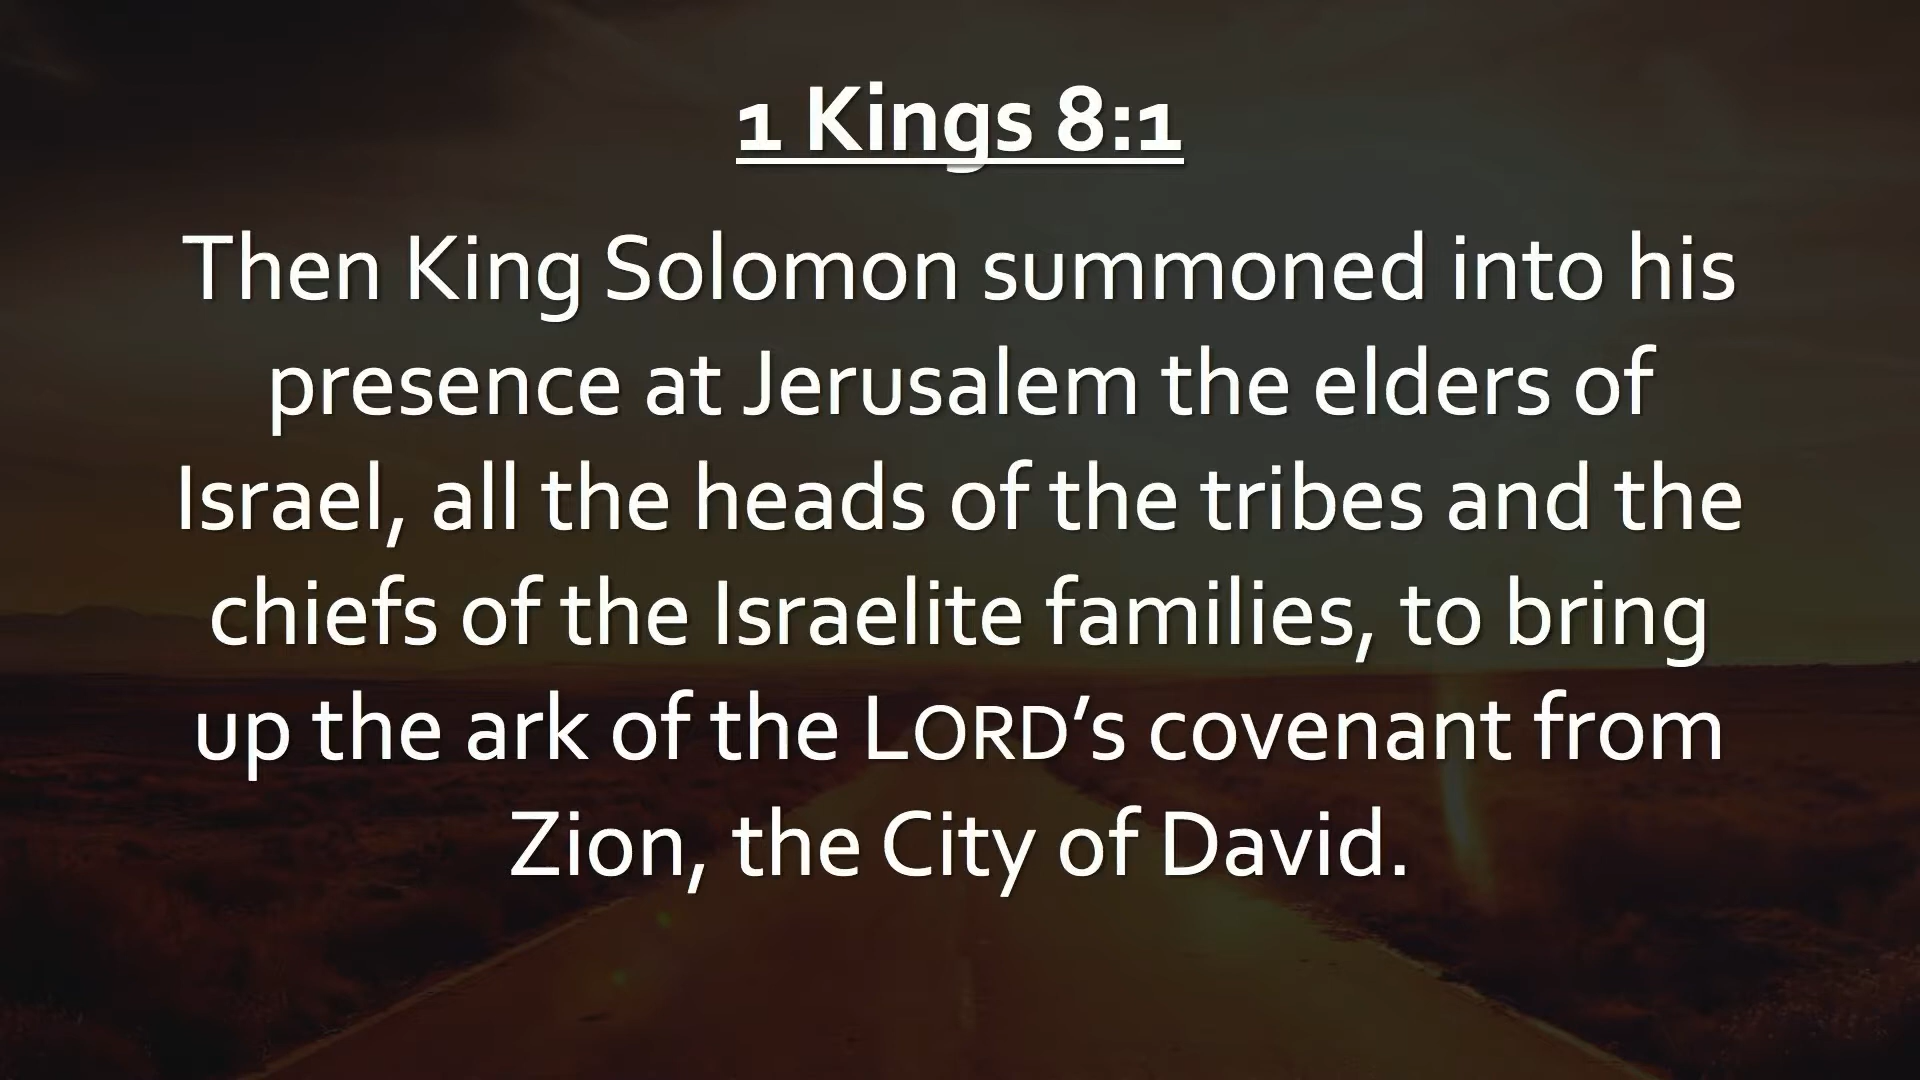 1 Kings 8:1
Then King Solomon summoned into his
presence at Jerusalem the elders of
Israel, all the heads of the tribes and the
chiefs of the Israelite families, to bring
up the ark of the LORD’s covenant from
Zion, the City of David.